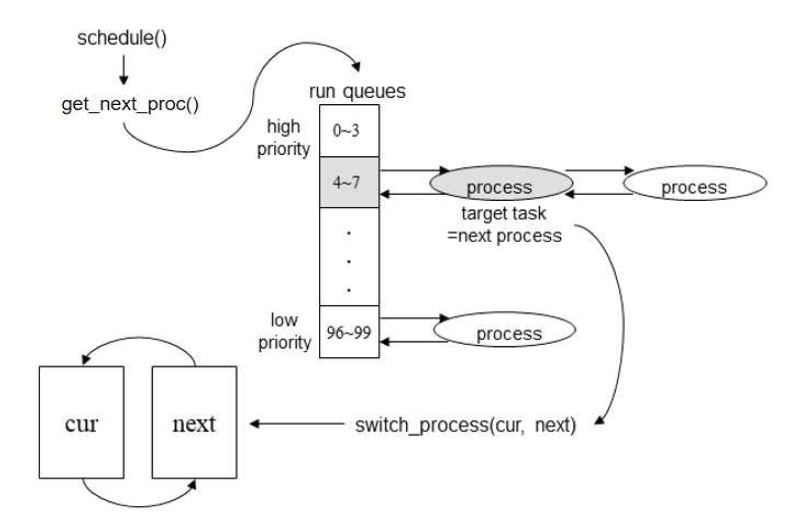 schedule()
get_next_proc()
run queues
high
priority
0~3
4~7
process
process
target task
=next process
.
.
.
low
priority
96~99
process
cur
next
switch_process(cur, next)